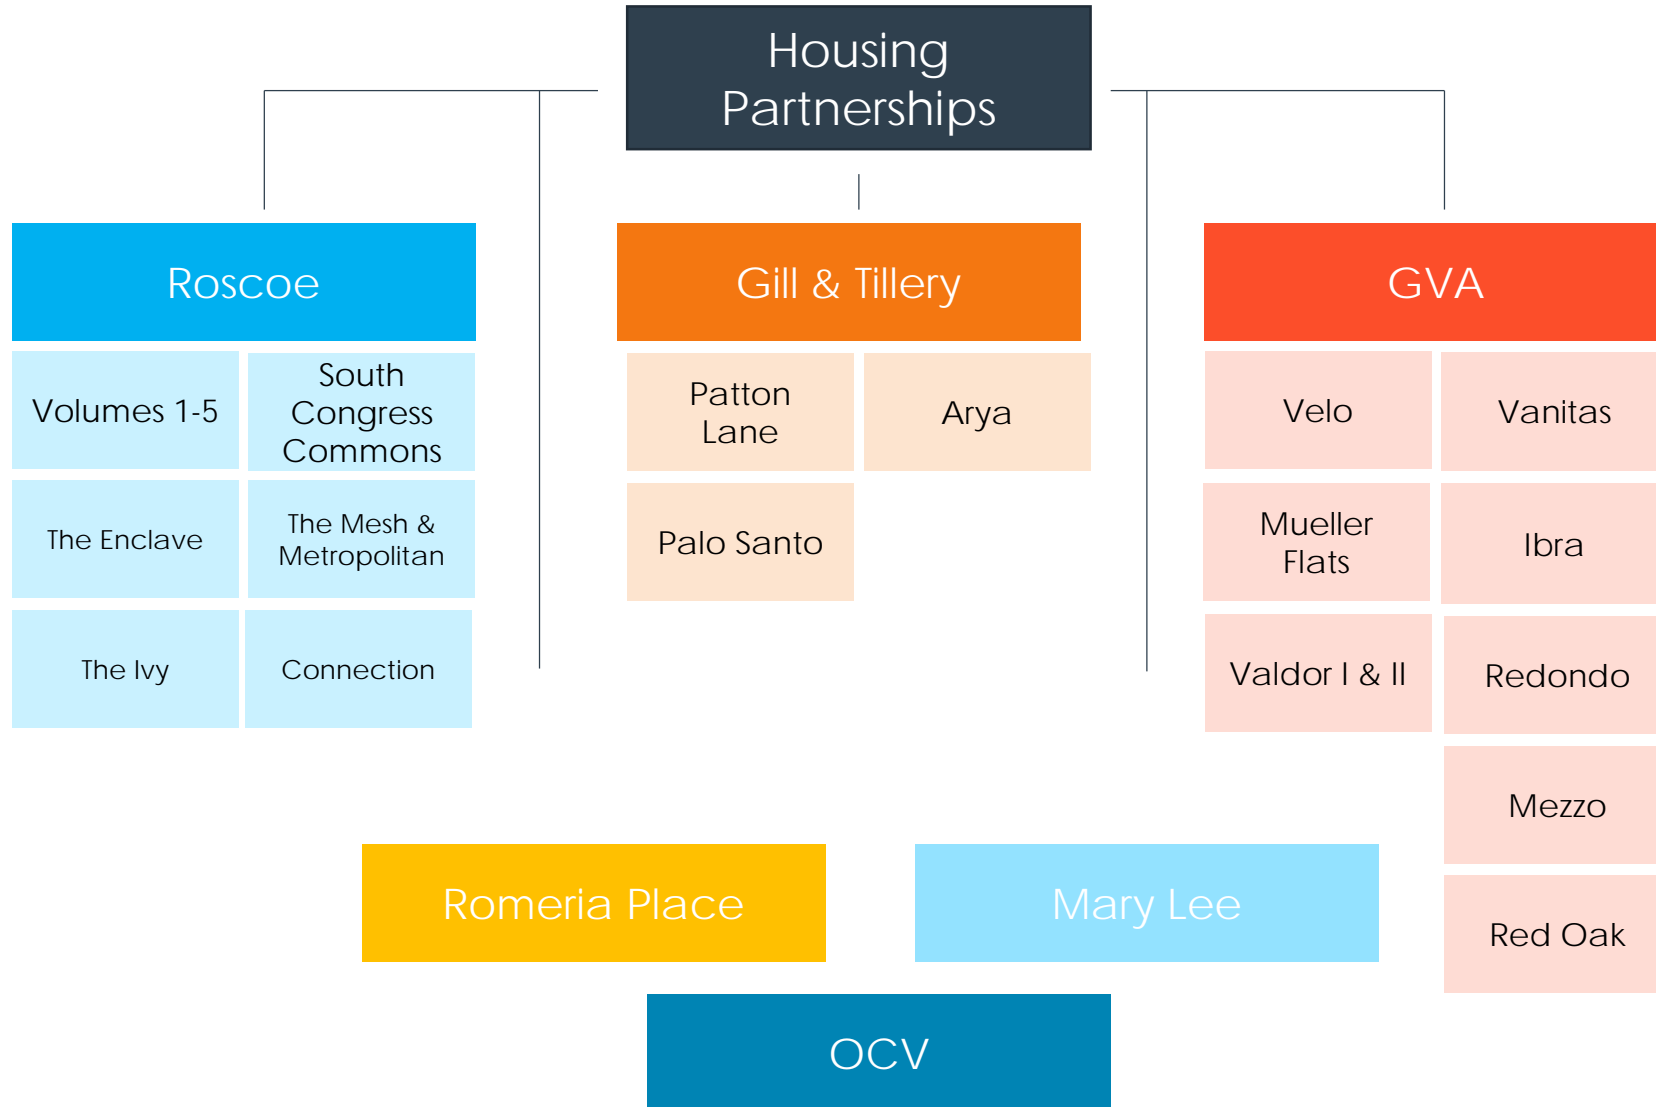 Housing
Partnerships
Roscoe
Gill & Tillery
GVA
Volumes 1-5
South
Congress
Commons
The Enclave
The Mesh &
Metropolitan
The Ivy
Connection
Patton
Lane
Arya
Palo Santo
Velo
Vanitas
Mueller
Flats
Ibra
Valdor I & II
Redondo
Mezzo
Red Oak
Romeria Place
Mary Lee
OCV